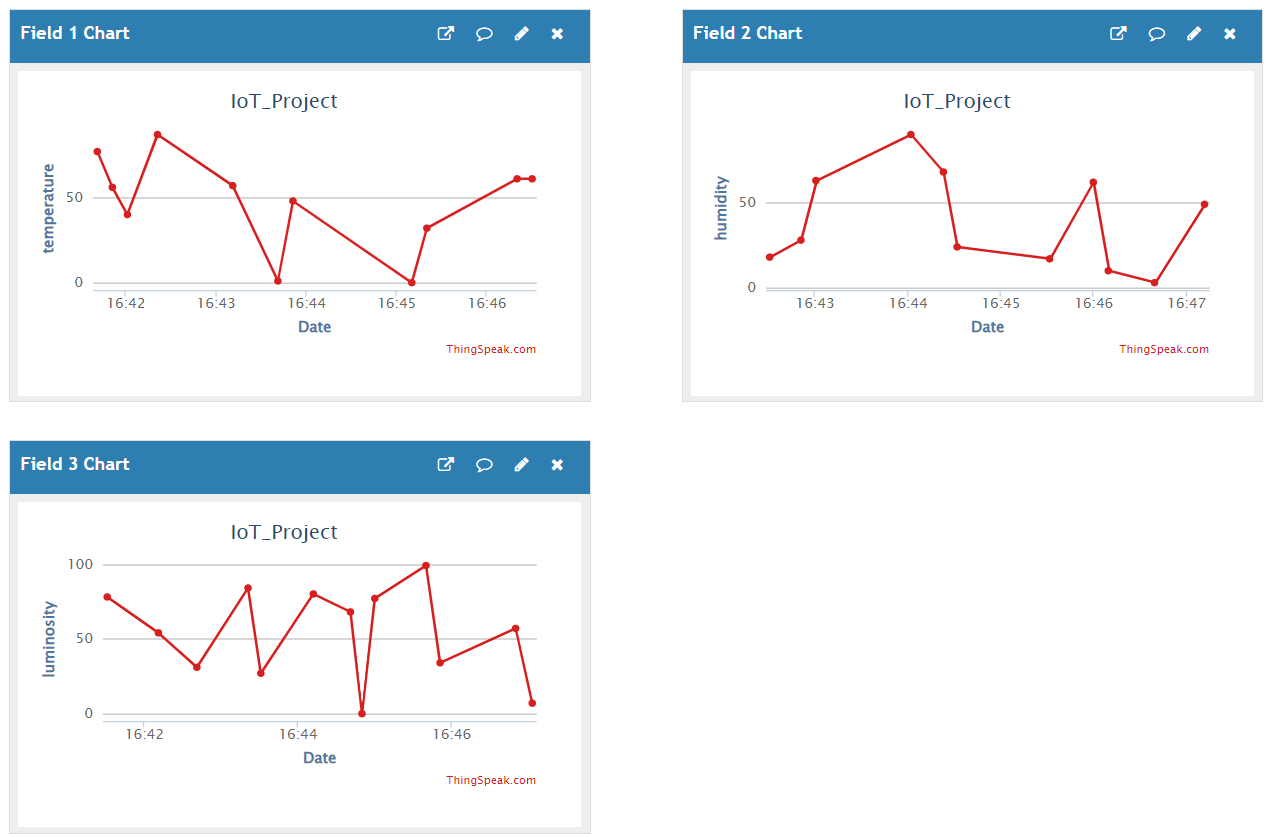 Field 1 Chart
IoT_Project
temperature
50
0
16:42 16:43 16:44 16:45 16:46
Date
ThingSpeak.com
Field 2 Chart
IoT_Project
humidity
50
0
16:43 16:44 16:45 16:46 16:47
Date
ThingSpeak.com
Field 3 Chart
IoT_Project
luminosity
100
50
0
16:42 16:44 16:46
Date
ThingSpeak.com